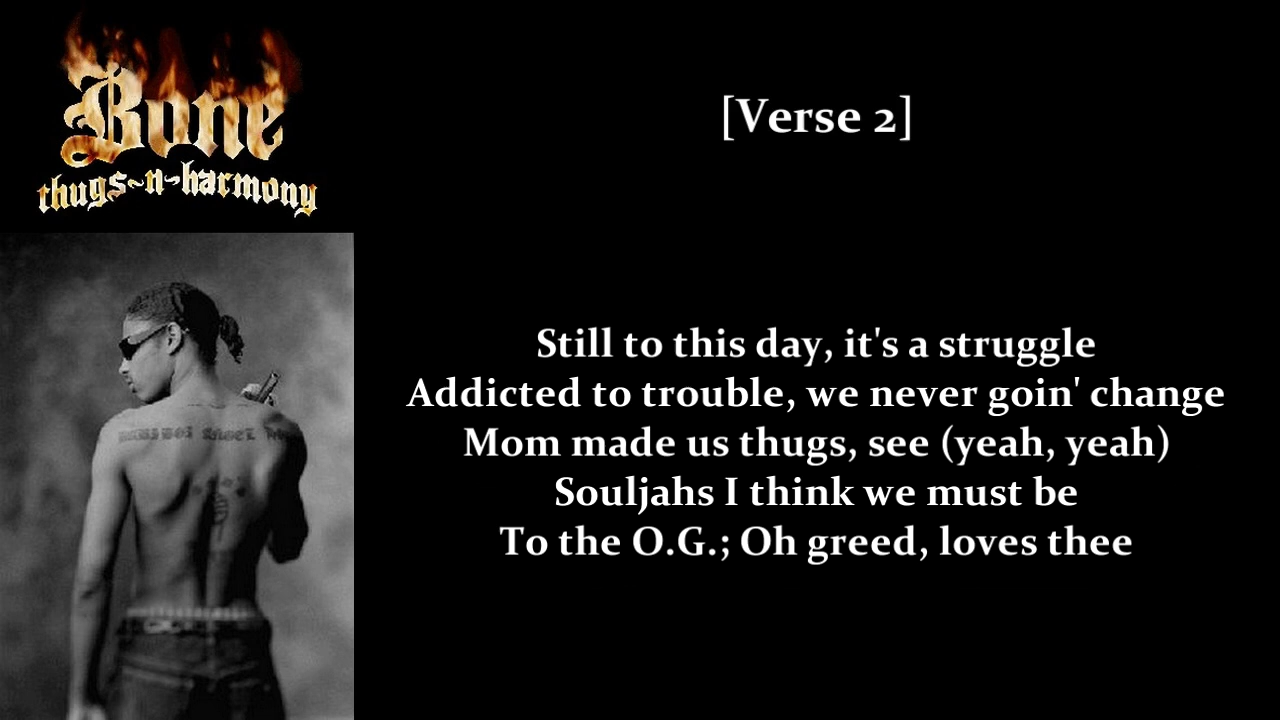 Bone
thugs~n~harmony
[Verse 2]
Still to this day, it's a struggle
Addicted to trouble, we never goin' change
Mom made us thugs, see (yeah, yeah)
Souljahs I think we must be
To the O.G.; Oh greed, loves thee